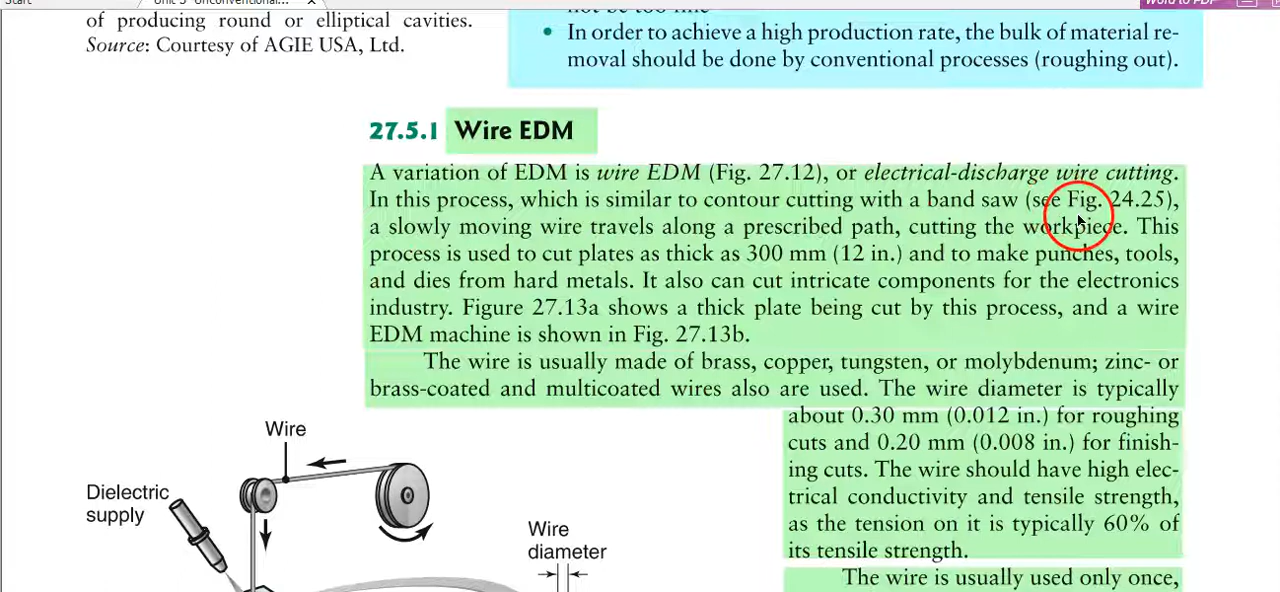 Start
Unit 5 - Unconventional...
Word to PDF
of producing round or elliptical cavities.
Source: Courtesy of AGIE USA, Ltd.
not be too fine
• In order to achieve a high production rate, the bulk of material re-
moval should be done by conventional processes (roughing out).
27.5.1 Wire EDM
A variation of EDM is wire EDM (Fig. 27.12), or electrical-discharge wire cutting.
In this process, which is similar to contour cutting with a band saw (see Fig. 24.25),
a slowly moving wire travels along a prescribed path, cutting the workpiece. This
process is used to cut plates as thick as 300 mm (12 in.) and to make punches, tools,
and dies from hard metals. It also can cut intricate components for the electronics
industry. Figure 27.13a shows a thick plate being cut by this process, and a wire
EDM machine is shown in Fig. 27.13b.
The wire is usually made of brass, copper, tungsten, or molybdenum; zinc- or
brass-coated and multicoated wires also are used. The wire diameter is typically
about 0.30 mm (0.012 in.) for roughing
cuts and 0.20 mm (0.008 in.) for finish-
ing cuts. The wire should have high elec-
trical conductivity and tensile strength,
as the tension on it is typically 60% of
its tensile strength.
The wire is usually used only once,
Wire
Dielectric
supply
Wire
diameter